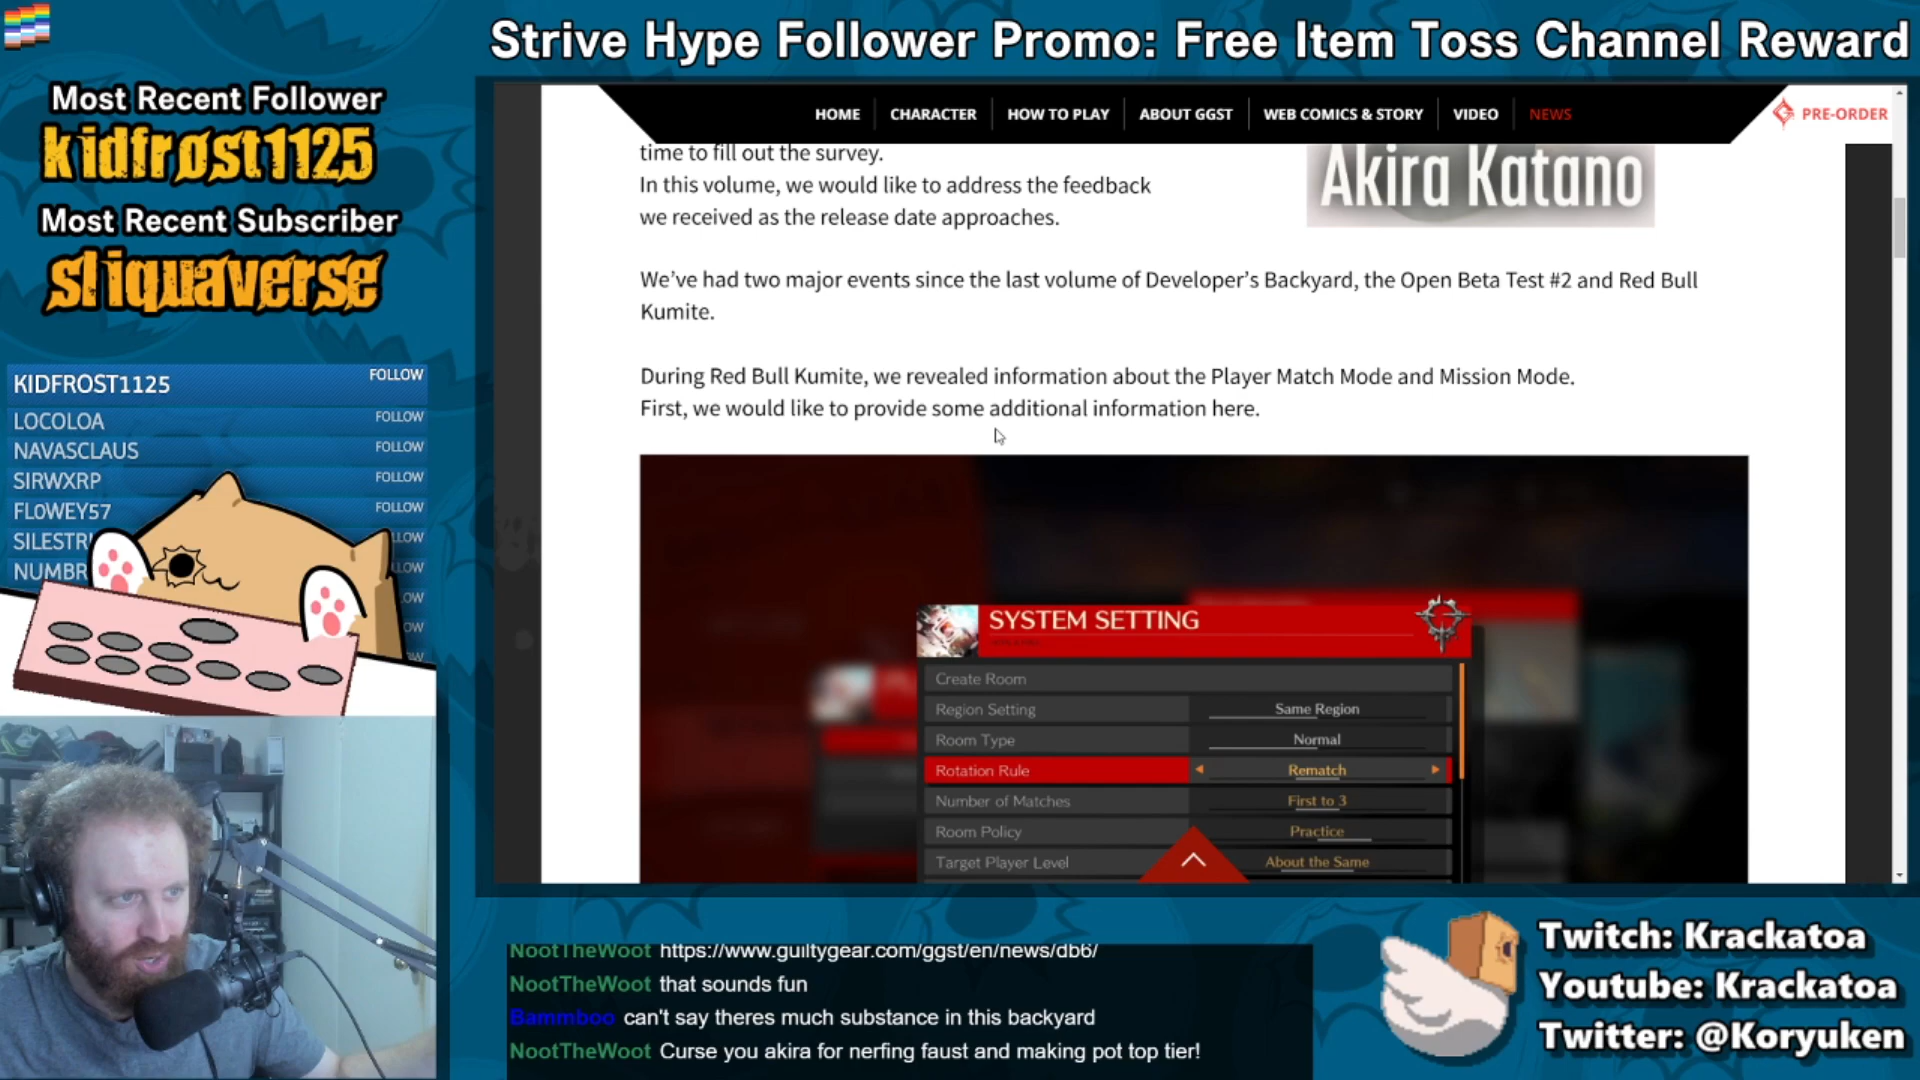 Strive Hype Follower Promo: Free Item Toss Channel Reward
Most Recent Follower
kidfrost1125
Most Recent Subscriber
sliquaverse
KIDFROST1125 FOLLOW
LOCOLOA FOLLOW
NAVASCLAUS FOLLOW
SIRWXRP FOLLOW
FLOWEY57 FOLLOW
SILESTRI LLOW
NUMBR LLOW
OW
OW
HOME CHARACTER HOW TO PLAY ABOUT GGST WEB COMICS & STORY VIDEO NEWS PRE-ORDER
time to fill out the survey.
In this volume, we would like to address the feedback
we received as the release date approaches.
Akira Katano
We've had two major events since the last volume of Developer's Backyard, the Open Beta Test #2 and Red Bull
Kumite.
During Red Bull Kumite, we revealed information about the Player Match Mode and Mission Mode.
First, we would like to provide some additional information here.
SYSTEM SETTING
Create Room
Region Setting Same Region
Room Type Normal
Rotation Rule Rematch
Number of Matches First to 3
Room Policy Practice
Target Player Level About the Same
NootTheWoot https://www.guiltygear.com/ggst/en/news/db6/
NootTheWoot that sounds fun
Bammboo can't say theres much substance in this backyard
NootTheWoot Curse you akira for nerfing faust and making pot top tier!
Twitch: Krackatoa
Youtube: Krackatoa
Twitter: @Koryuken